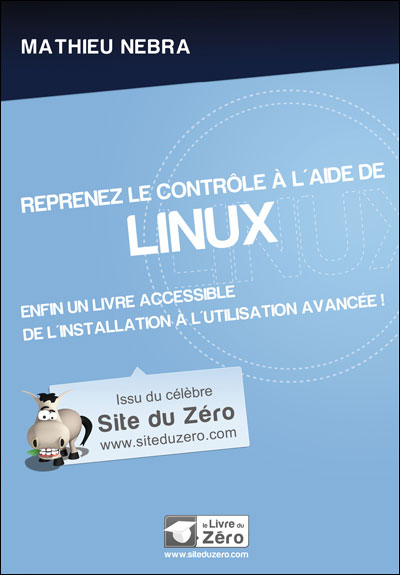 MATHIEU NEBRA
REPRENEZ LE CONTRÔLE À L'AIDE DE
LINUX
LINUX
ENFIN UN LIVRE ACCESSIBLE
DE L'INSTALLATION À L'UTILISATION AVANCÉE !
Issu du célèbre
Site du Zéro
www.siteduzero.com
le Livre du
Zéro
www.siteduzero.com